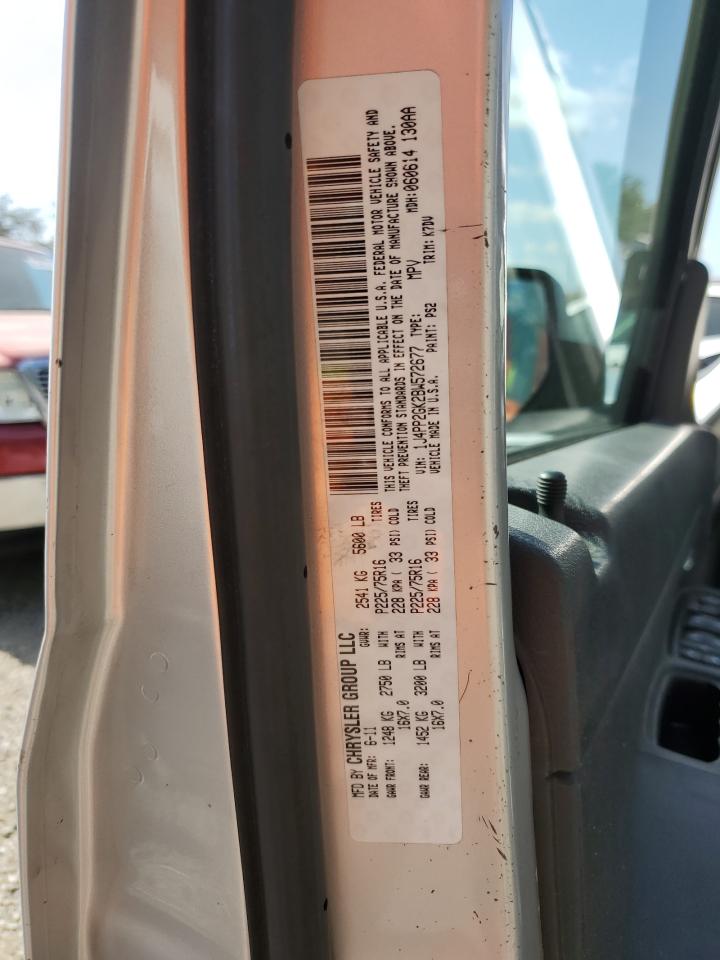 MFD BY CHRYSLER GROUP LLC
DATE OF MFR: 6-11 GVWR: 2541 KG 5600 LB
GAWR FRONT: 1248 KG 2750 LB WITH P225/75R16 TIRES
16X7.0 RIMS AT 228 KPA ( 33 PSI) COLD
GAWR REAR: 1452 KG 3200 LB WITH P225/75R16 TIRES
16X7.0 RIMS AT 228 KPA ( 33 PSI) COLD
THIS VEHICLE CONFORMS TO ALL APPLICABLE U.S.A. FEDERAL MOTOR VEHICLE SAFETY AND
THEFT PREVENTION STANDARDS IN EFFECT ON THE DATE OF MANUFACTURE SHOWN ABOVE.
VIN: 1J4PP2GK2BW572677 TYPE: MPV MDH:060614 130AA
VEHICLE MADE IN U.S.A. PAINT: PS2 TRIM: K7DV